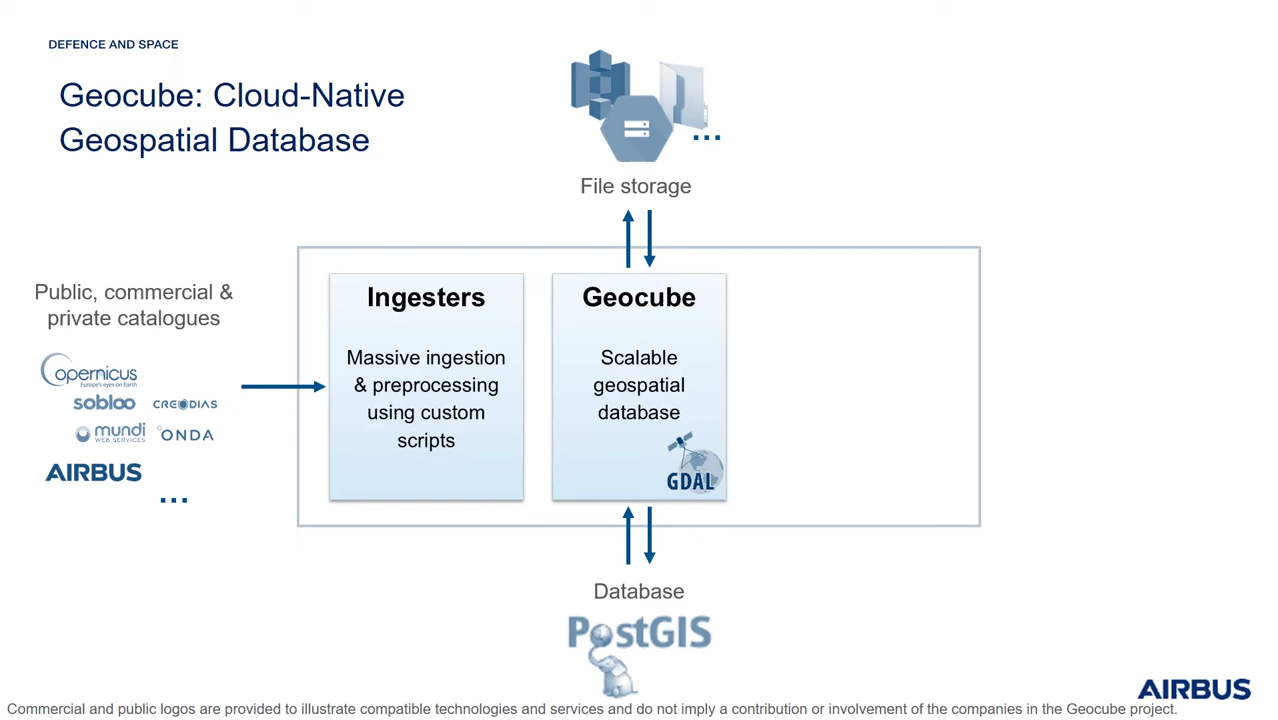 DEFENCE AND SPACE
Geocube: Cloud-Native
Geospatial Database
...
File storage
Public, commercial &
private catalogues
Copernicus
Europe's eyes on Earth
sobloo
CREODIAS
mundi
WEB SERVICES
ONDA
AIRBUS
...
Ingesters
Massive ingestion
& preprocessing
using custom
scripts
Geocube
Scalable
geospatial
database
GDAL
Database
PostGIS
AIRBUS
Commercial and public logos are provided to illustrate compatible technologies and services and do not imply a contribution or involvement of the companies in the Geocube project.